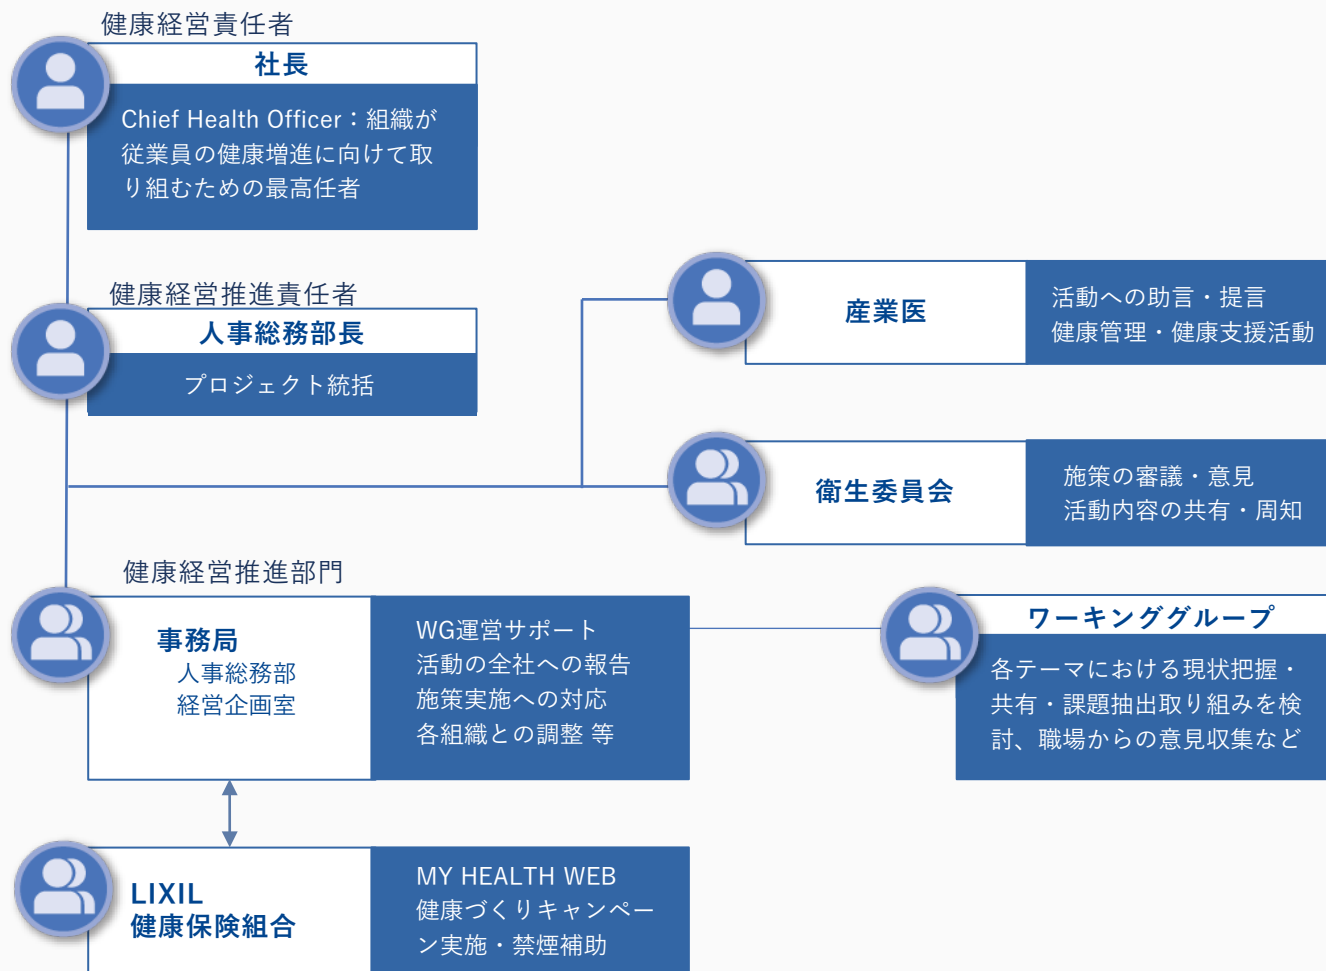 健康経営責任者
社長
Chief Health Officer：組織が
従業員の健康増進に向けて取
り組むための最高任者
健康経営推進責任者
人事総務部長
プロジェクト統括
産業医
活動への助言・提言
健康管理・健康支援活動
衛生委員会
施策の審議・意見
活動内容の共有・周知
健康経営推進部門
事務局
人事総務部
経営企画室
WG運営サポート
活動の全社への報告
施策実施への対応
各組織との調整 等
ワーキンググループ
各テーマにおける現状把握・
共有・課題抽出取り組みを検
討、職場からの意見収集など
LIXIL
健康保険組合
MY HEALTH WEB
健康づくりキャンペー
ン実施・禁煙補助